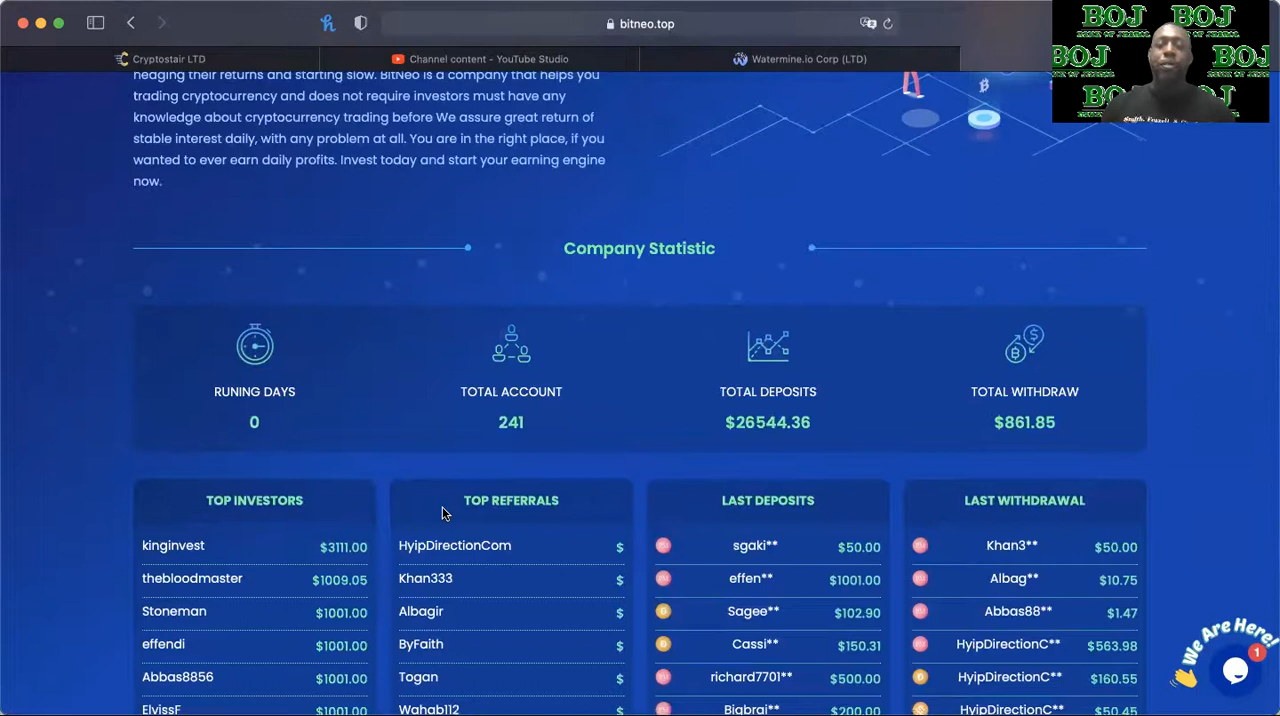 bitneo.top
Cryptostair LTD
Channel content - YouTube Studio
Watermine.io Corp (LTD)
BOJ BOJ
BOJ BOJ
BOJ BOJ
hedging their returns and starting slow. BitNeo is a company that helps you
trading cryptocurrency and does not require investors must have any
knowledge about cryptocurrency trading before We assure great return of
stable interest daily, with any problem at all. You are in the right place, if you
wanted to ever earn daily profits. Invest today and start your earning engine
now.
Company Statistic
RUNING DAYS
0
TOTAL ACCOUNT
241
TOTAL DEPOSITS
$26544.36
TOTAL WITHDRAW
$861.85
TOP INVESTORS
kinginvest $3111.00
thebloodmaster $1009.05
Stoneman $1001.00
effendi $1001.00
Abbas8856 $1001.00
ElvissF $1001.00
TOP REFERRALS
HyipDirectionCom $
Khan333 $
Albagir $
ByFaith $
Togan $
Wahab112 $
LAST DEPOSITS
sgaki** $50.00
effen** $1001.00
Sagee** $102.90
Cassi** $150.31
richard7701** $500.00
Bigbrai** $200.00
LAST WITHDRAWAL
Khan3** $50.00
Albag** $10.75
Abbas88** $1.47
HyipDirectionC** $563.98
HyipDirectionC** $160.55
HyipDirectionC** $50.45
We Are Here!
1